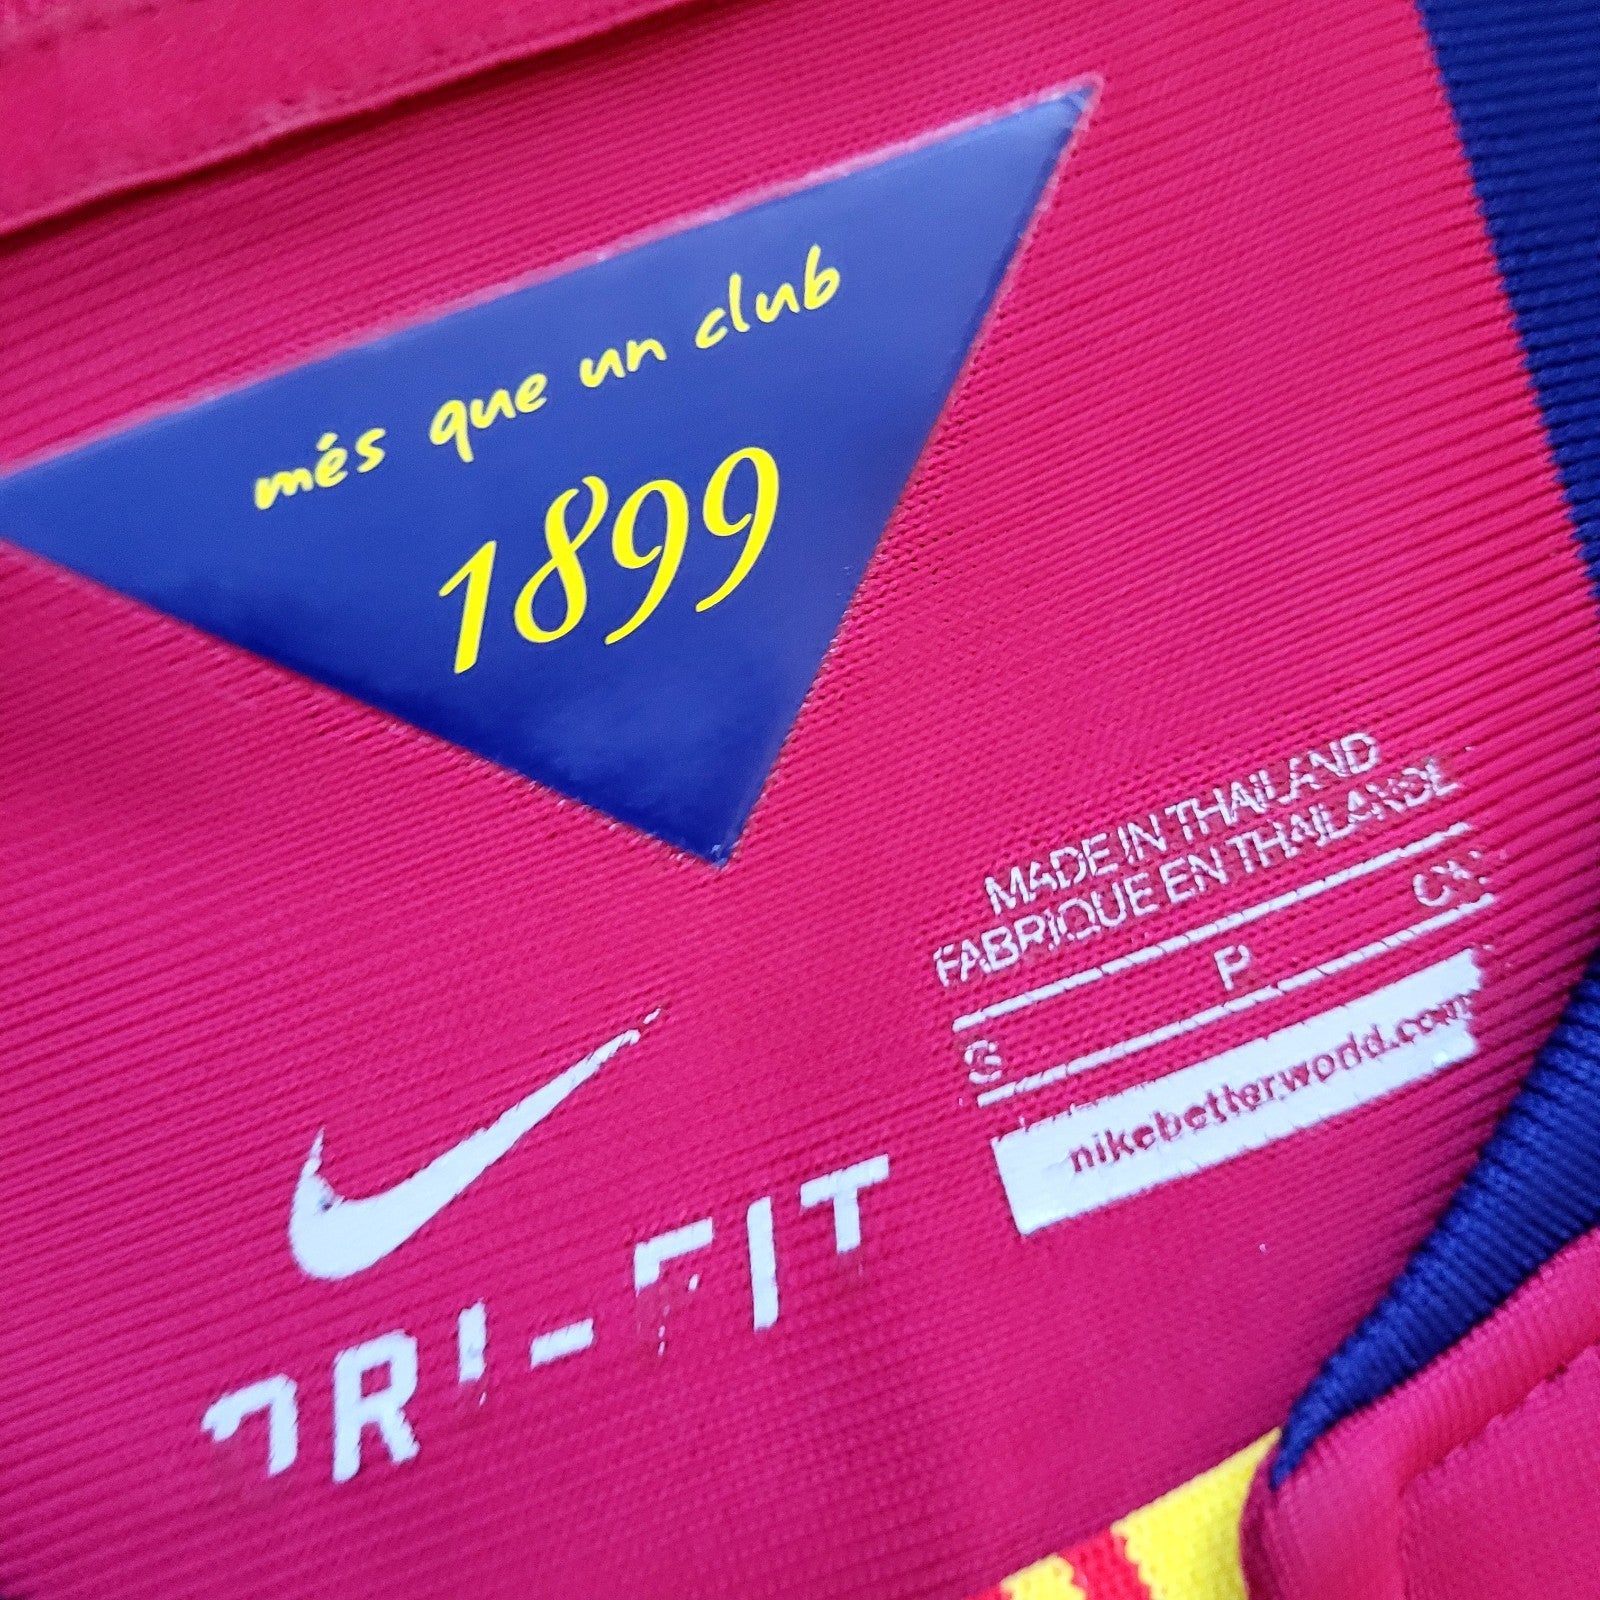 més que un club
1899
MADE IN THAILAND
FABRIQUE EN THAILANDE
S P
nikebetterworld.com
DRI-FIT